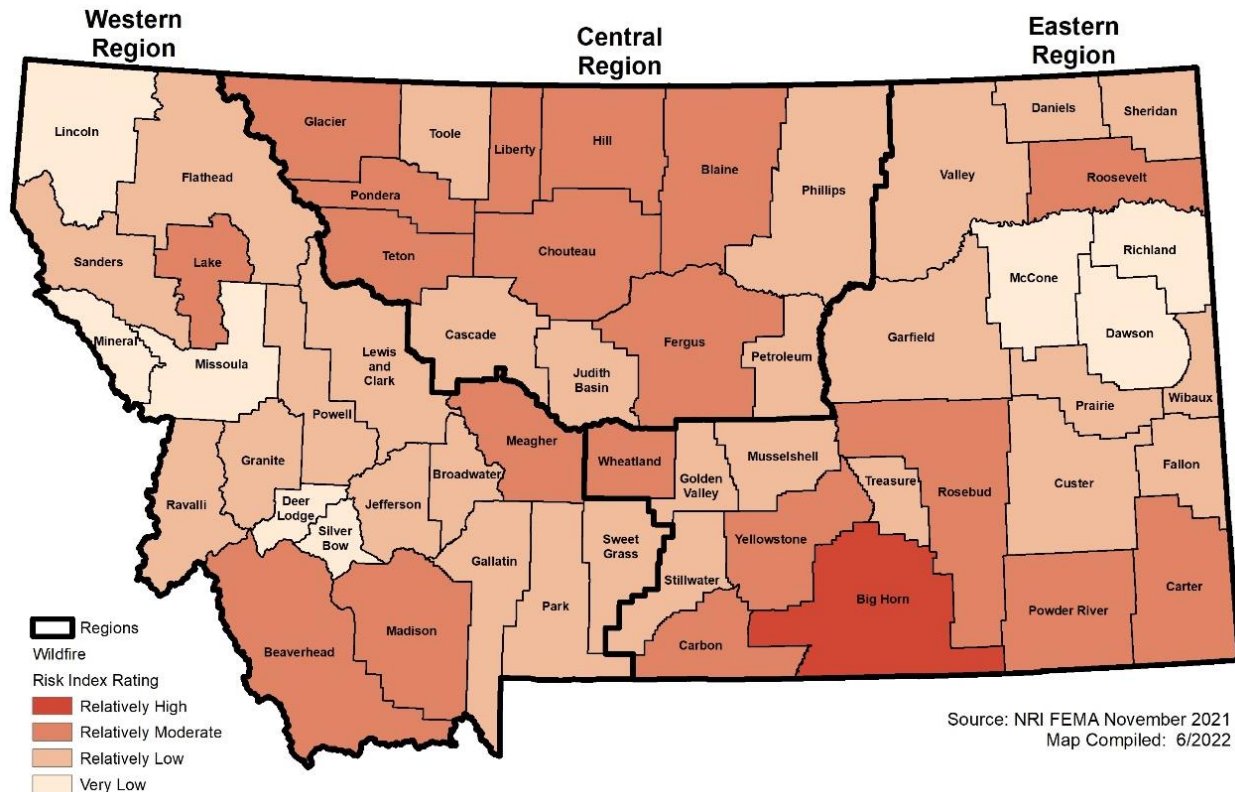 Western
Region
Central
Region
Eastern
Region
Lincoln
Flathead
Glacier
Toole
Liberty
Hill
Blaine
Phillips
Valley
Daniels
Sheridan
Roosevelt
Pondera
Teton
Chouteau
Sanders
Lake
Richland
McCone
Dawson
Mineral
Missoula
Lewis
and
Clark
Cascade
Judith
Basin
Fergus
Petroleum
Garfield
Prairie
Wibaux
Powell
Granite
Meagher
Wheatland
Golden
Valley
Musselshell
Treasure
Rosebud
Custer
Fallon
Ravalli
Deer
Lodge
Silver
Bow
Jefferson
Broadwater
Gallatin
Park
Sweet
Grass
Stillwater
Yellowstone
Big Horn
Powder River
Carter
Beaverhead
Madison
Carbon
Regions
Wildfire
Risk Index Rating
Relatively High
Relatively Moderate
Relatively Low
Very Low
Source: NRI FEMA November 2021
Map Compiled: 6/2022